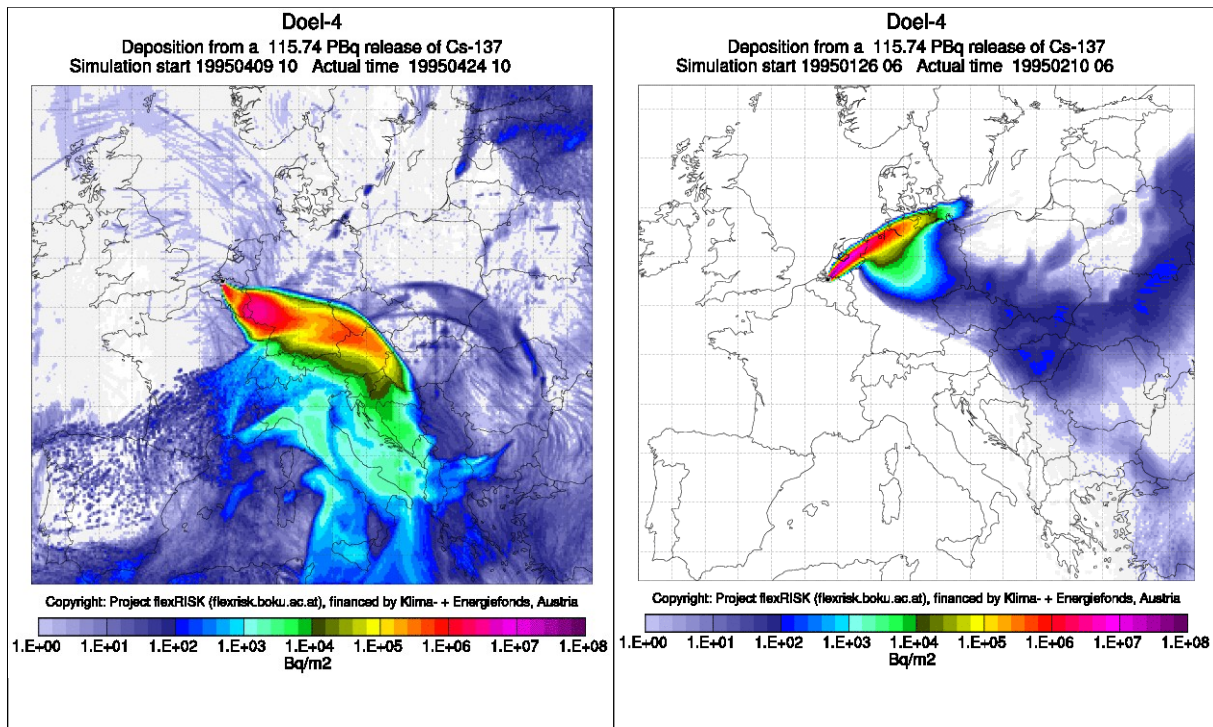 Doel-4
Deposition from a 115.74 PBq release of Cs-137
Simulation start 19950409 10 Actual time 19950424 10
Copyright: Project flexRISK (flexrisk.boku.ac.at), financed by Klima- + Energiefonds, Austria
1.E+00 1.E+01 1.E+02 1.E+03 1.E+04 1.E+05 1.E+06 1.E+07 1.E+08
Bq/m2
Doel-4
Deposition from a 115.74 PBq release of Cs-137
Simulation start 19950126 06 Actual time 19950210 06
Copyright: Project flexRISK (flexrisk.boku.ac.at), financed by Klima- + Energiefonds, Austria
1.E+00 1.E+01 1.E+02 1.E+03 1.E+04 1.E+05 1.E+06 1.E+07 1.E+08
Bq/m2